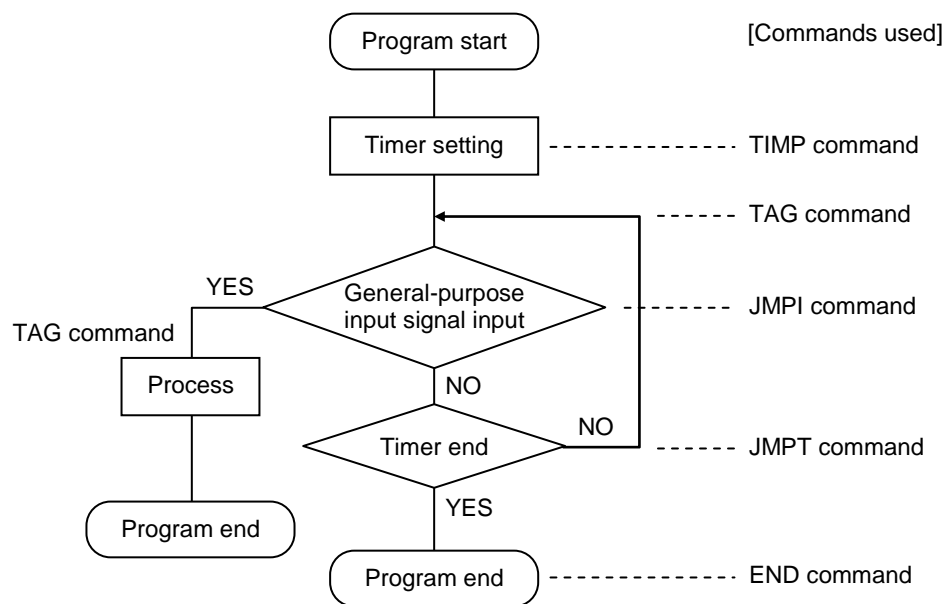 Program start
[Commands used]
Timer setting
TIMP command
TAG command
YES
General-purpose
input signal input
JMPI command
TAG command
Process
NO
NO
Timer end
JMPT command
YES
Program end
Program end
END command